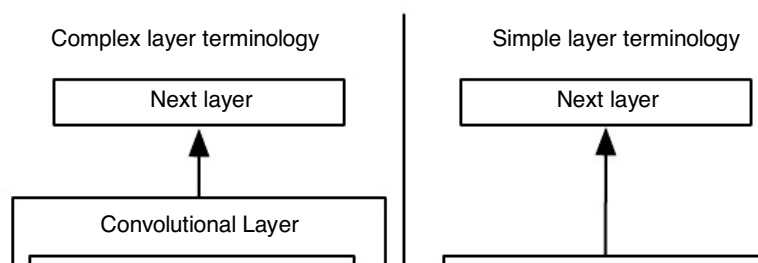 Complex layer terminology
Simple layer terminology
Next layer
Next layer
Convolutional Layer